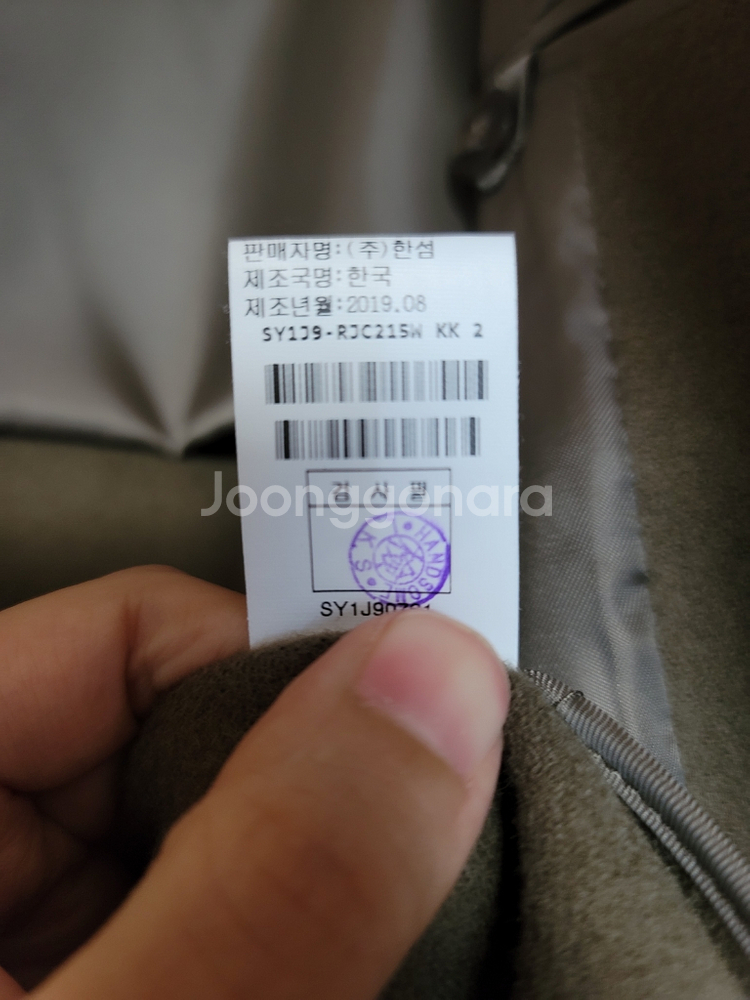 판매자명:(주)한섬
제조국명:한국
제조년월:2019.08
SY1J9-RJC215W KK 2
검 사 필
Joonggonara
HANDSOME
K S